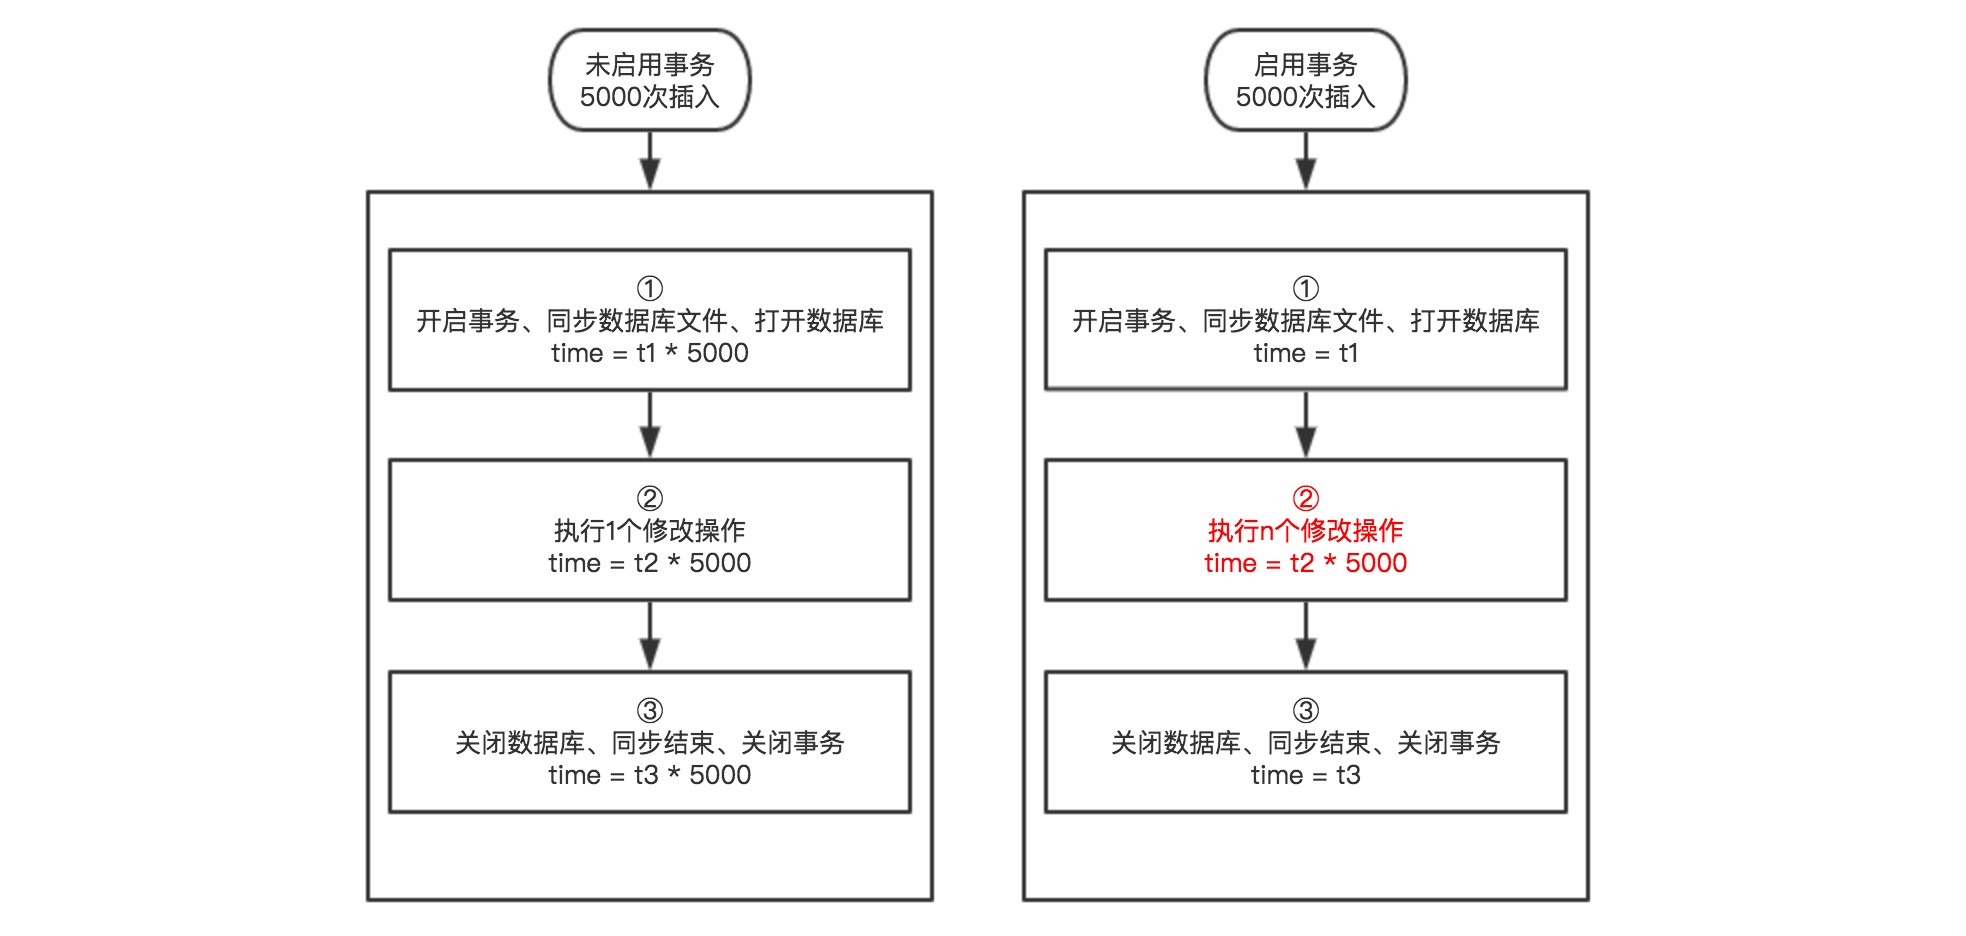 未启用事务
5000次插入
①
开启事务、同步数据库文件、打开数据库
time = t1 * 5000
②
执行1个修改操作
time = t2 * 5000
③
关闭数据库、同步结束、关闭事务
time = t3 * 5000
启用事务
5000次插入
①
开启事务、同步数据库文件、打开数据库
time = t1
②
执行n个修改操作
time = t2 * 5000
③
关闭数据库、同步结束、关闭事务
time = t3